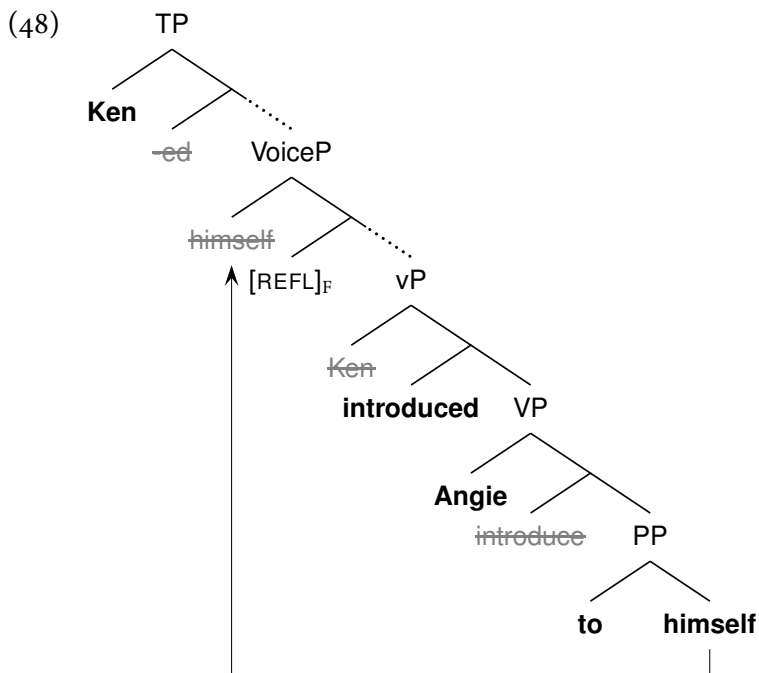 (48) TP
Ken
-ed VoiceP
himself
[REFL]F vP
Ken
introduced VP
Angie
introduce PP
to himself